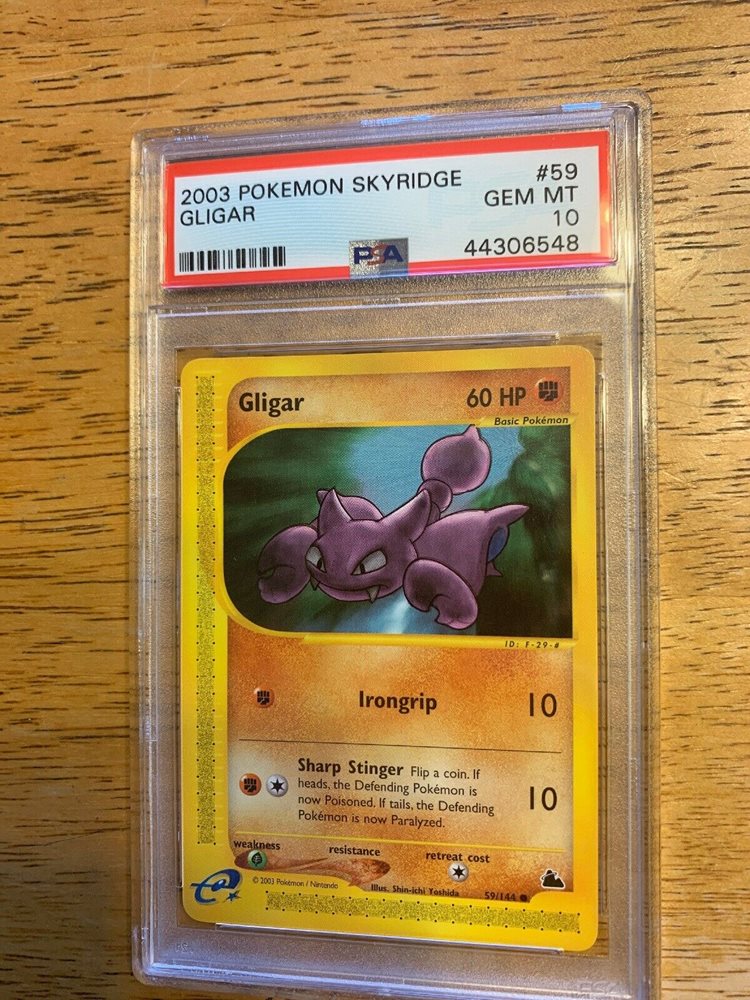 2003 POKEMON SKYRIDGE #59
GLIGAR GEM MT
10
PSA 44306548
Gligar 60 HP
Basic Pokémon
ID: F-29-#
Irongrip 10
Sharp Stinger Flip a coin. If
heads, the Defending Pokémon is
now Poisoned. If tails, the Defending 10
Pokémon is now Paralyzed.
weakness resistance retreat cost
© 2003 Pokémon / Nintendo Illus. Shin-ichi Yoshida 59/144
e